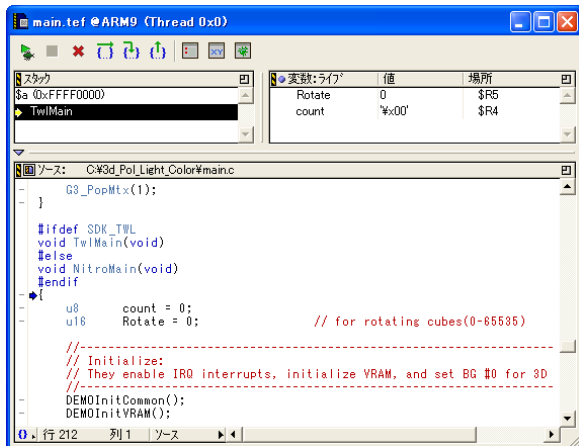 main.tef @ARM9 (Thread 0x0)
スタック
$a (0xFFFF0000)
TwlMain
変数:ライブ 値 場所
Rotate 0 $R5
count '¥x00' $R4
ソース: C:¥3d_Pol_Light_Color¥main.c
G3_PopMtx(1);
}
#ifdef SDK_TWL
void TwlMain(void)
#else
void NitroMain(void)
#endif
{
u8 count = 0;
u16 Rotate = 0; // for rotating cubes(0-65535)
//---------------------------------------------------------------
// Initialize:
// They enable IRQ interrupts, initialize VRAM, and set BG #0 for 3D
//---------------------------------------------------------------
DEMOInitCommon();
DEMOInitVRAM();
行 212 列 1 ソース